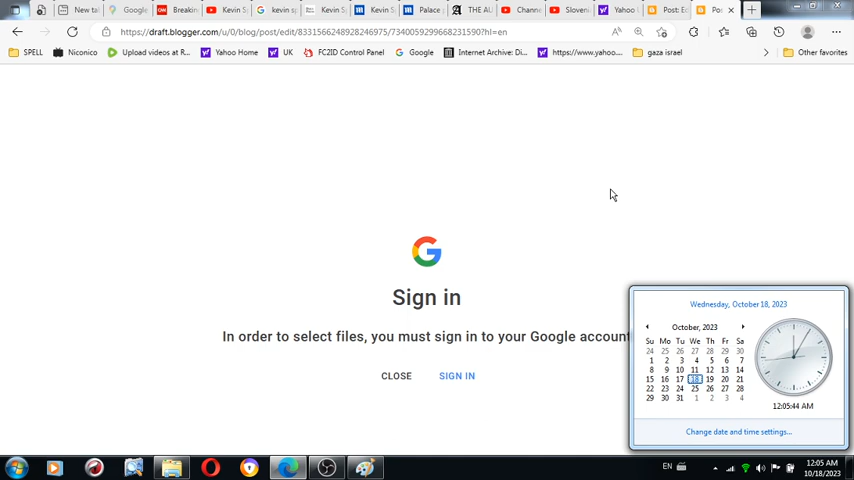 New ta
Google
CNN Breakin
Kevin S
kevin s
Kevin S
Kevin S
Palace
THE AU
Chann
Sloven
Yahoo
Post: Ec
Po
https://draft.blogger.com/u/0/blog/post/edit/8331566248928246975/7340059299668231590?hl=en
SPELL
Niconico
Upload videos at R...
Yahoo Home
UK
FC2ID Control Panel
Google
Internet Archive: Di...
https://www.yahoo....
gaza israel
Other favorites
Sign in
In order to select files, you must sign in to your Google account
CLOSE
SIGN IN
Wednesday, October 18, 2023
October, 2023
Su Mo Tu We Th Fr Sa
24 25 26 27 28 29 30
1 2 3 4 5 6 7
8 9 10 11 12 13 14
15 16 17 18 19 20 21
22 23 24 25 26 27 28
29 30 31 1 2 3 4
12:05:44 AM
Change date and time settings...
EN
12:05 AM
10/18/2023